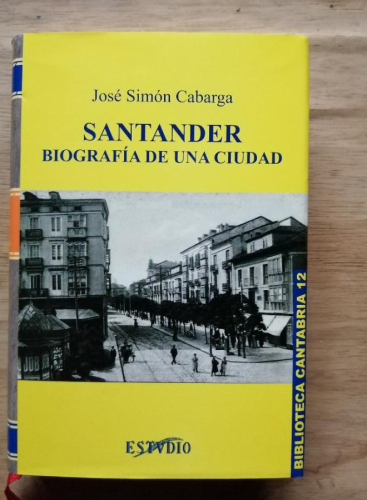 José Simón Cabarga
SANTANDER
BIOGRAFÍA DE UNA CIUDAD
BIBLIOTECA CANTABRIA 12
ESTVDIO